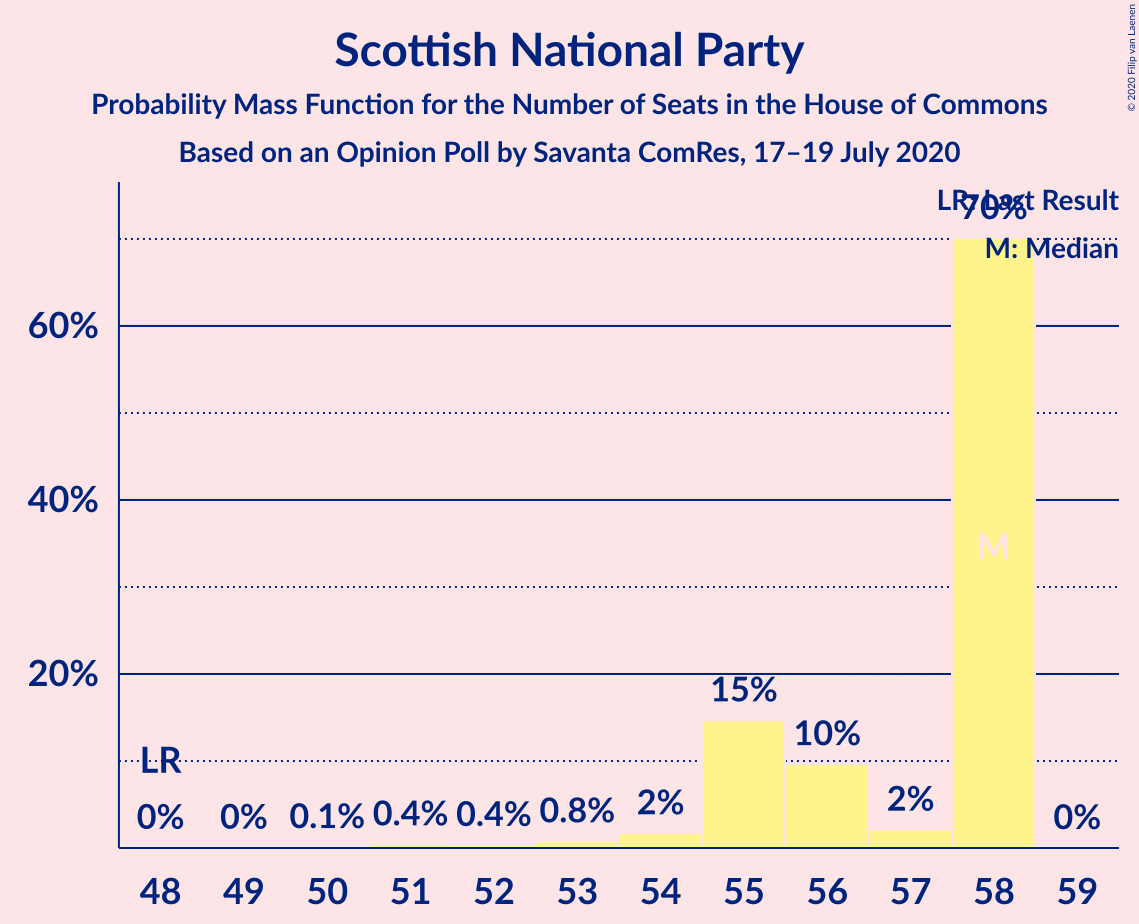 Scottish National Party
Probability Mass Function for the Number of Seats in the House of Commons
Based on an Opinion Poll by Savanta ComRes, 17–19 July 2020
© 2020 Filip van Laenen
LR: Last Result
70%
M: Median
60%
40%
M
20%
15%
10%
LR
0% 0% 0.1% 0.4% 0.4% 0.8% 2% 2% 0%
48 49 50 51 52 53 54 55 56 57 58 59